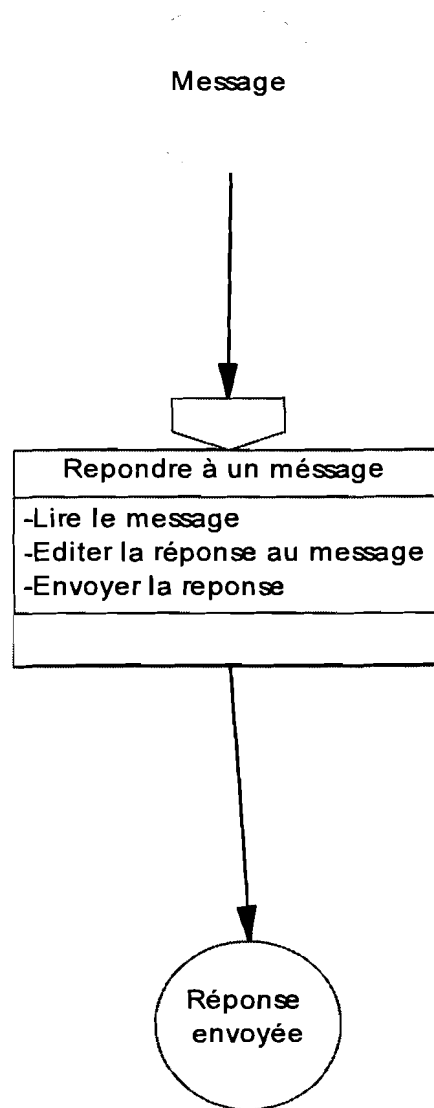 Message
Repondre à un méssage
-Lire le message
-Editer la réponse au message
-Envoyer la reponse
Réponse
envoyée